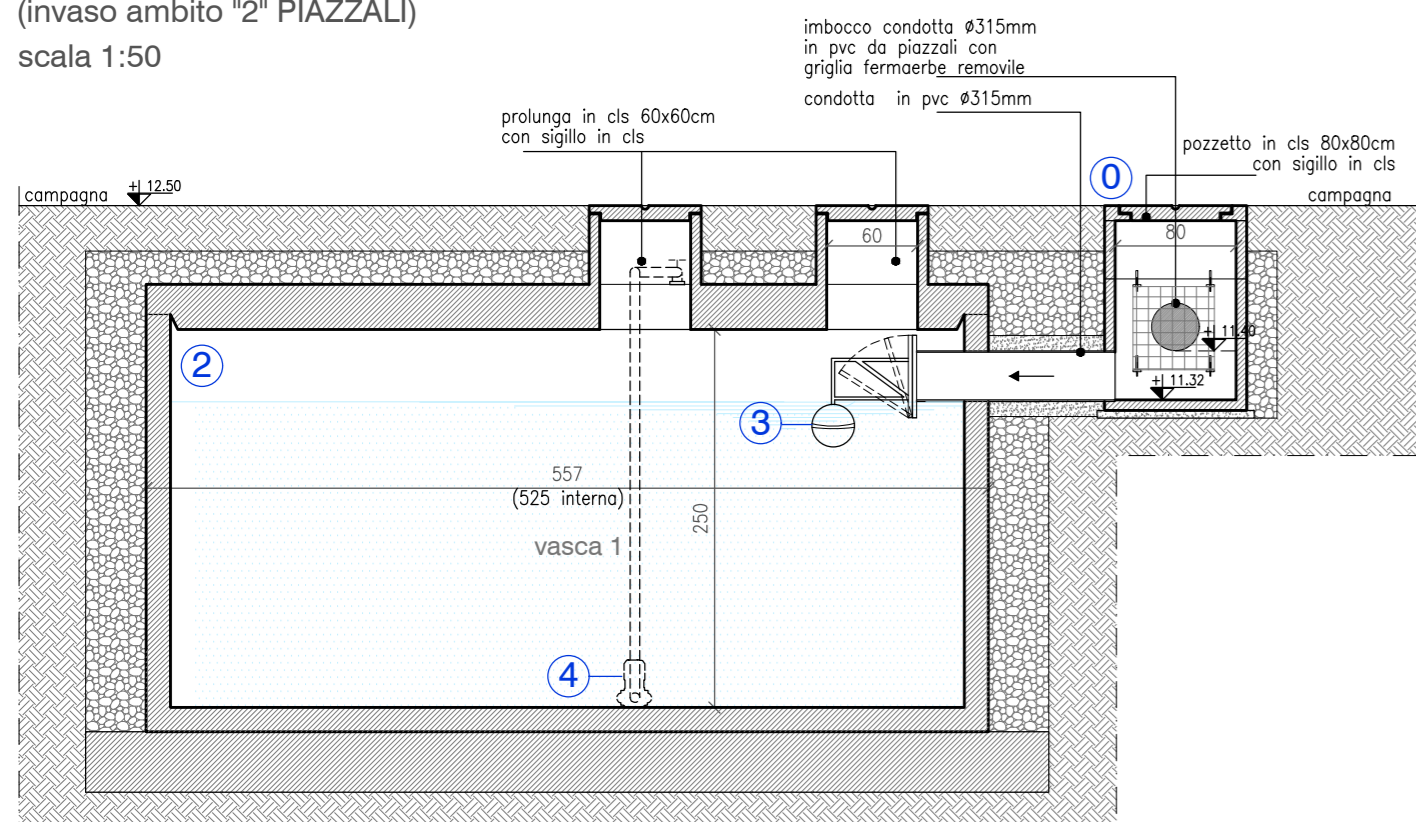 (invaso ambito "2" PIAZZALI)
scala 1:50
imbocco condotta Ø315mm
in pvc da piazzali con
griglia fermaerbe removile
condotta in pvc Ø315mm
prolunga in cls 60x60cm
con sigillo in cls
pozzetto in cls 80x80cm
con sigillo in cls
0
campagna
+ 12.50
campagna
60
80
+ 11.40
+ 11.32
2
3
557
(525 interna)
250
vasca 1
4